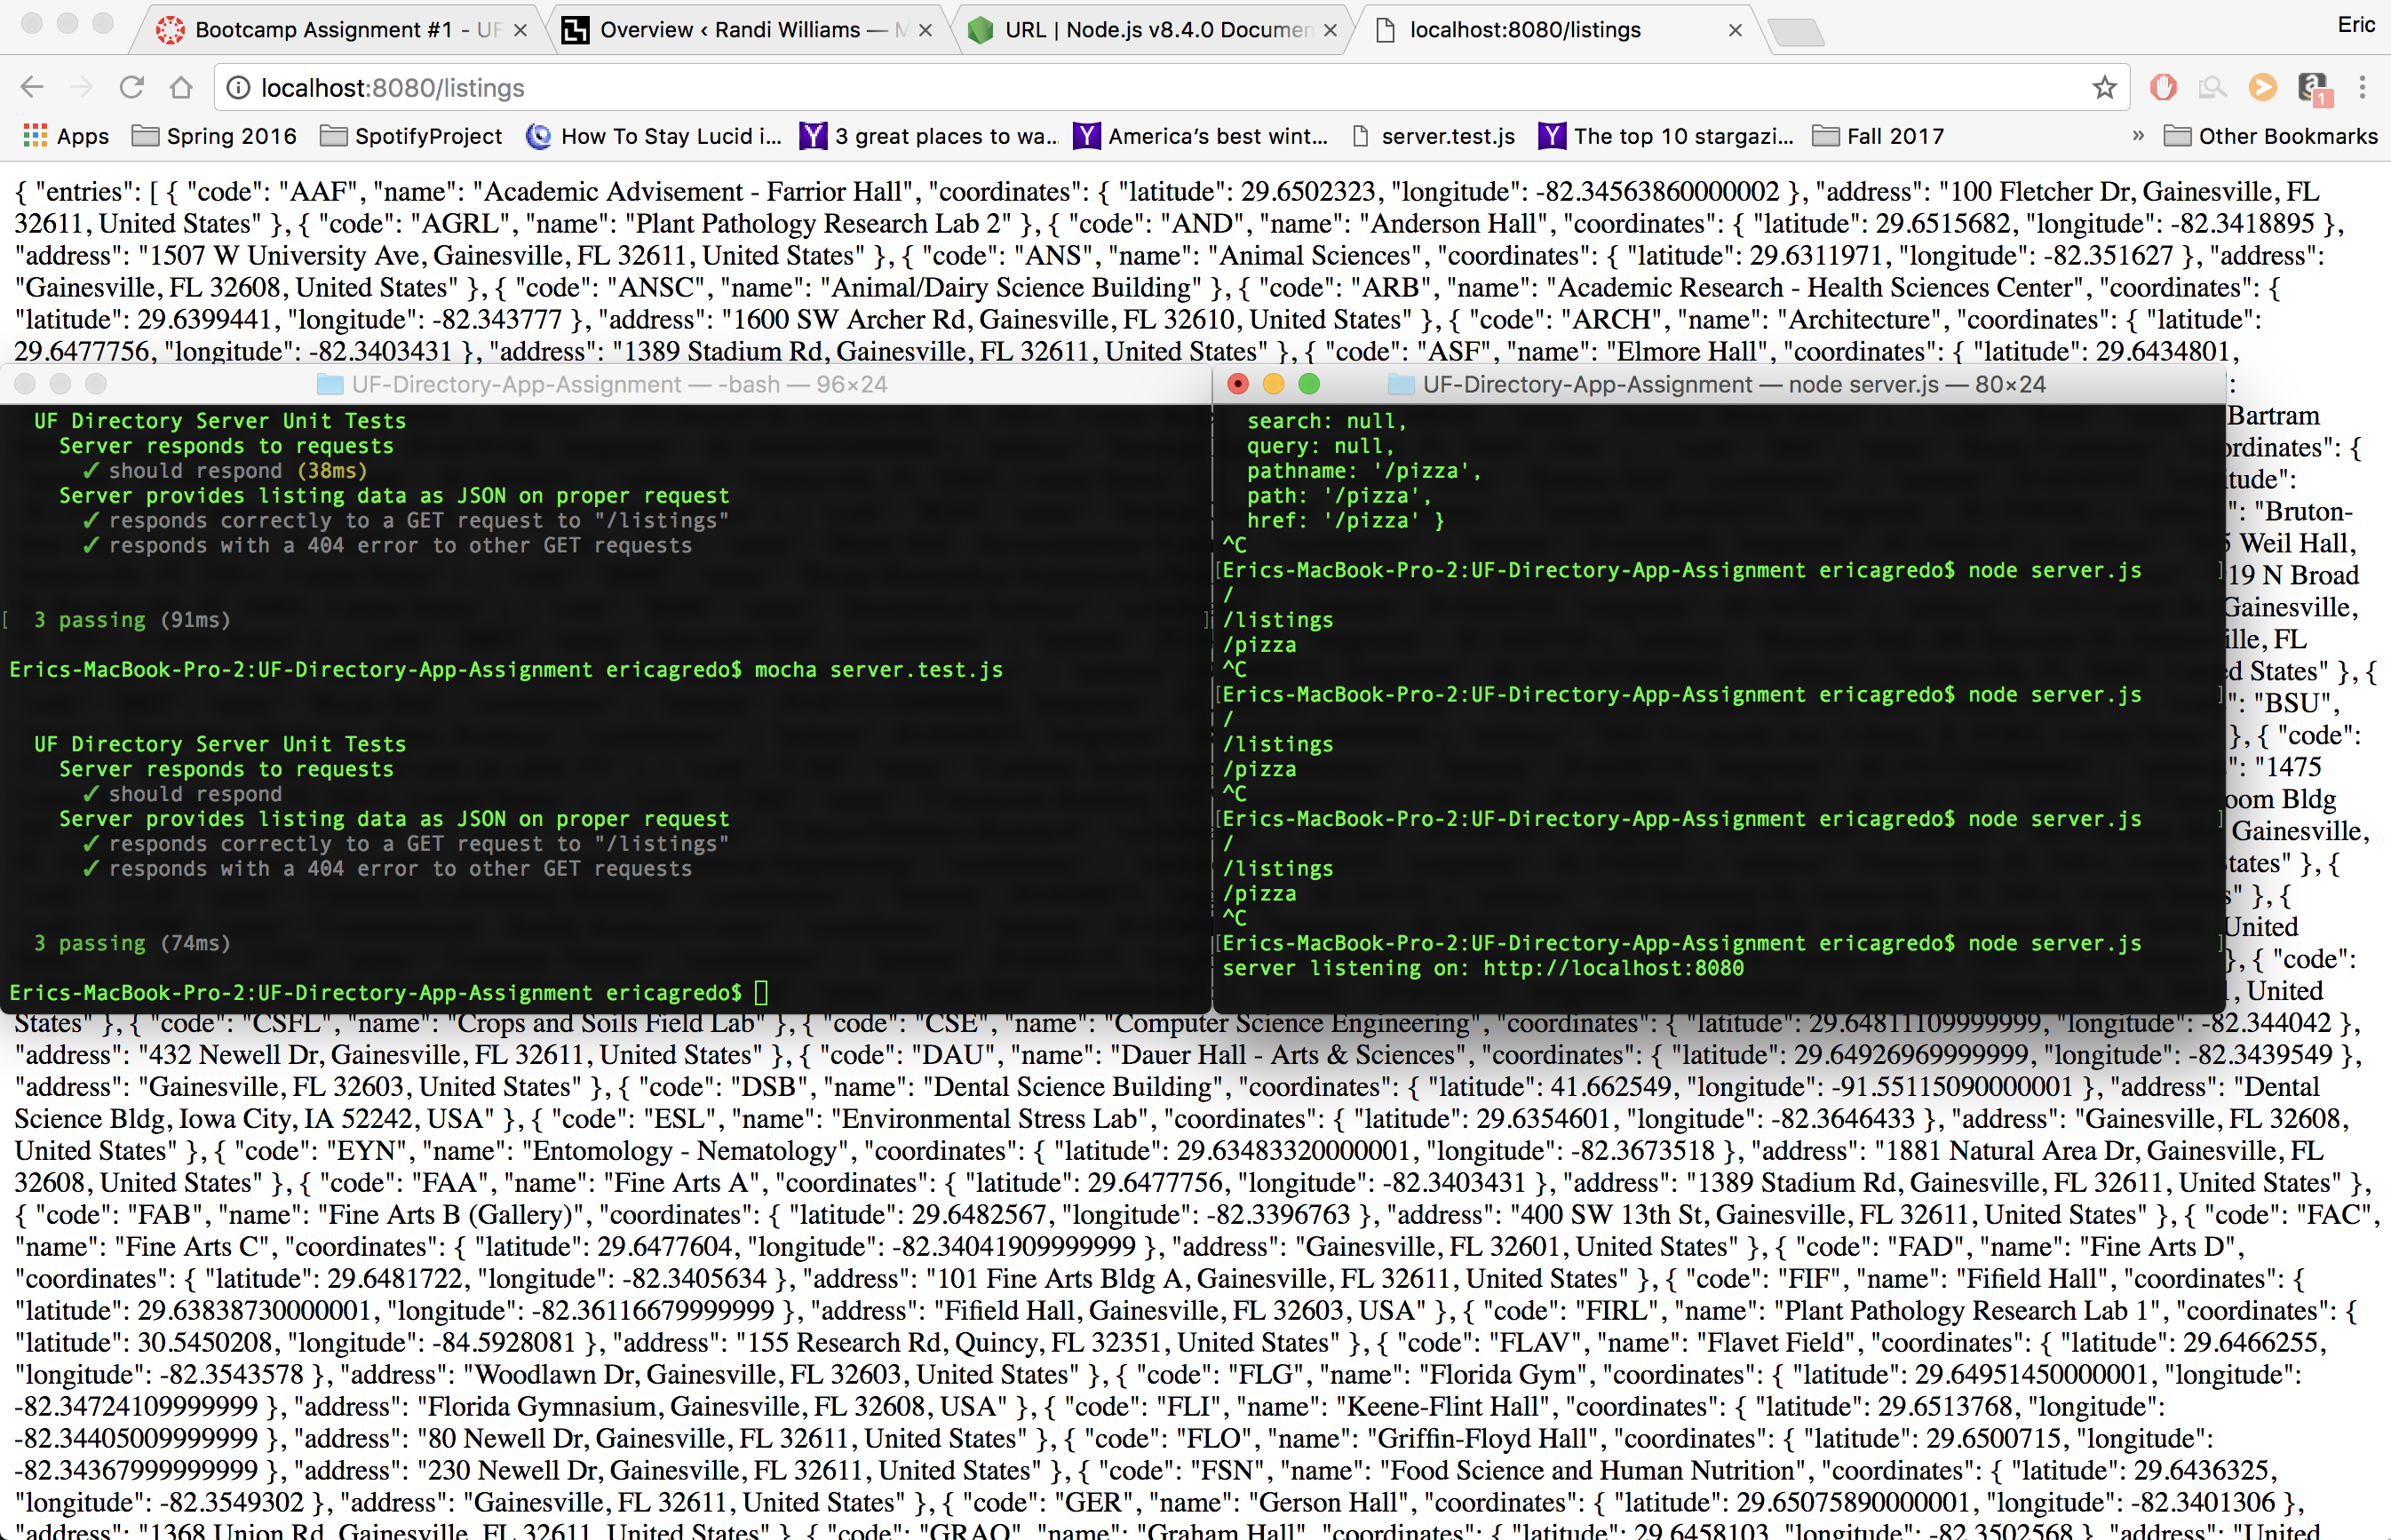 Bootcamp Assignment #1 - UF
Overview ‹ Randi Williams — M
URL | Node.js v8.4.0 Documen
localhost:8080/listings
Eric
localhost:8080/listings
1
Apps
Spring 2016
SpotifyProject
How To Stay Lucid i...
3 great places to wa...
America's best wint...
server.test.js
The top 10 stargazi...
Fall 2017
»
Other Bookmarks
{ "entries": [ { "code": "AAF", "name": "Academic Advisement - Farrior Hall", "coordinates": { "latitude": 29.6502323, "longitude": -82.34563860000002 }, "address": "100 Fletcher Dr, Gainesville, FL
32611, United States" }, { "code": "AGRL", "name": "Plant Pathology Research Lab 2" }, { "code": "AND", "name": "Anderson Hall", "coordinates": { "latitude": 29.6515682, "longitude": -82.3418895 },
"address": "1507 W University Ave, Gainesville, FL 32611, United States" }, { "code": "ANS", "name": "Animal Sciences", "coordinates": { "latitude": 29.6311971, "longitude": -82.351627 }, "address":
"Gainesville, FL 32608, United States" }, { "code": "ANSC", "name": "Animal/Dairy Science Building" }, { "code": "ARB", "name": "Academic Research - Health Sciences Center", "coordinates": {
"latitude": 29.6399441, "longitude": -82.343777 }, "address": "1600 SW Archer Rd, Gainesville, FL 32610, United States" }, { "code": "ARCH", "name": "Architecture", "coordinates": { "latitude":
29.6477756, "longitude": -82.3403431 }, "address": "1389 Stadium Rd, Gainesville, FL 32611, United States" }, { "code": "ASF", "name": "Elmore Hall", "coordinates": { "latitude": 29.6434801,
UF-Directory-App-Assignment — -bash — 96×24
UF Directory Server Unit Tests
Server responds to requests
✓ should respond (38ms)
Server provides listing data as JSON on proper request
✓ responds correctly to a GET request to "/listings"
✓ responds with a 404 error to other GET requests
3 passing (91ms)
Erics-MacBook-Pro-2:UF-Directory-App-Assignment ericagredo$ mocha server.test.js
UF Directory Server Unit Tests
Server responds to requests
✓ should respond
Server provides listing data as JSON on proper request
✓ responds correctly to a GET request to "/listings"
✓ responds with a 404 error to other GET requests
3 passing (74ms)
Erics-MacBook-Pro-2:UF-Directory-App-Assignment ericagredo$
UF-Directory-App-Assignment — node server.js — 80×24
search: null,
query: null,
pathname: '/pizza',
path: '/pizza',
href: '/pizza' }
^C
Erics-MacBook-Pro-2:UF-Directory-App-Assignment ericagredo$ node server.js
/
/listings
/pizza
^C
Erics-MacBook-Pro-2:UF-Directory-App-Assignment ericagredo$ node server.js
/
/listings
/pizza
^C
Erics-MacBook-Pro-2:UF-Directory-App-Assignment ericagredo$ node server.js
/
/listings
/pizza
^C
Erics-MacBook-Pro-2:UF-Directory-App-Assignment ericagredo$ node server.js
server listening on: http://localhost:8080
:
Bartram
": {
": "Bruton-
Weil Hall,
19 N Broad
Gainesville,
FL
States" }, {
": "BSU",
}, { "code":
": "1475
Bldg
Gainesville,
" }, {
" }, {
United
}, { "code":
, United
States" }, { "code": "CSFL", "name": "Crops and Soils Field Lab" }, { "code": "CSE", "name": "Computer Science Engineering", "coordinates": { "latitude": 29.64811109999999, "longitude": -82.344042 },
"address": "432 Newell Dr, Gainesville, FL 32611, United States" }, { "code": "DAU", "name": "Dauer Hall - Arts & Sciences", "coordinates": { "latitude": 29.64926969999999, "longitude": -82.3439549 },
"address": "Gainesville, FL 32603, United States" }, { "code": "DSB", "name": "Dental Science Building", "coordinates": { "latitude": 41.662549, "longitude": -91.55115090000001 }, "address": "Dental
Science Bldg, Iowa City, IA 52242, USA" }, { "code": "ESL", "name": "Environmental Stress Lab", "coordinates": { "latitude": 29.6354601, "longitude": -82.3646433 }, "address": "Gainesville, FL 32608,
United States" }, { "code": "EYN", "name": "Entomology - Nematology", "coordinates": { "latitude": 29.63483320000001, "longitude": -82.3673518 }, "address": "1881 Natural Area Dr, Gainesville, FL
32608, United States" }, { "code": "FAA", "name": "Fine Arts A", "coordinates": { "latitude": 29.6477756, "longitude": -82.3403431 }, "address": "1389 Stadium Rd, Gainesville, FL 32611, United States" },
{ "code": "FAB", "name": "Fine Arts B (Gallery)", "coordinates": { "latitude": 29.6482567, "longitude": -82.3396763 }, "address": "400 SW 13th St, Gainesville, FL 32611, United States" }, { "code": "FAC",
"name": "Fine Arts C", "coordinates": { "latitude": 29.6477604, "longitude": -82.34041909999999 }, "address": "Gainesville, FL 32601, United States" }, { "code": "FAD", "name": "Fine Arts D",
"coordinates": { "latitude": 29.6481722, "longitude": -82.3405634 }, "address": "101 Fine Arts Bldg A, Gainesville, FL 32611, United States" }, { "code": "FIF", "name": "Fifield Hall", "coordinates": {
"latitude": 29.63838730000001, "longitude": -82.36116679999999 }, "address": "Fifield Hall, Gainesville, FL 32603, USA" }, { "code": "FIRL", "name": "Plant Pathology Research Lab 1", "coordinates": {
"latitude": 30.5450208, "longitude": -84.5928081 }, "address": "155 Research Rd, Quincy, FL 32351, United States" }, { "code": "FLAV", "name": "Flavet Field", "coordinates": { "latitude": 29.6466255,
"longitude": -82.3543578 }, "address": "Woodlawn Dr, Gainesville, FL 32603, United States" }, { "code": "FLG", "name": "Florida Gym", "coordinates": { "latitude": 29.64951450000001, "longitude":
-82.34724109999999 }, "address": "Florida Gymnasium, Gainesville, FL 32608, USA" }, { "code": "FLI", "name": "Keene-Flint Hall", "coordinates": { "latitude": 29.6513768, "longitude":
-82.34405009999999 }, "address": "80 Newell Dr, Gainesville, FL 32611, United States" }, { "code": "FLO", "name": "Griffin-Floyd Hall", "coordinates": { "latitude": 29.6500715, "longitude":
-82.34367999999999 }, "address": "230 Newell Dr, Gainesville, FL 32611, United States" }, { "code": "FSN", "name": "Food Science and Human Nutrition", "coordinates": { "latitude": 29.6436325,
"longitude": -82.3549302 }, "address": "Gainesville, FL 32611, United States" }, { "code": "GER", "name": "Gerson Hall", "coordinates": { "latitude": 29.65075890000001, "longitude": -82.3401306 },
"address": "1368 Union Rd, Gainesville, FL 32611, United States" }, { "code": "GRAO", "name": "Graham Hall", "coordinates": { "latitude": 29.6458103, "longitude": -82.3502568 }, "address": "United